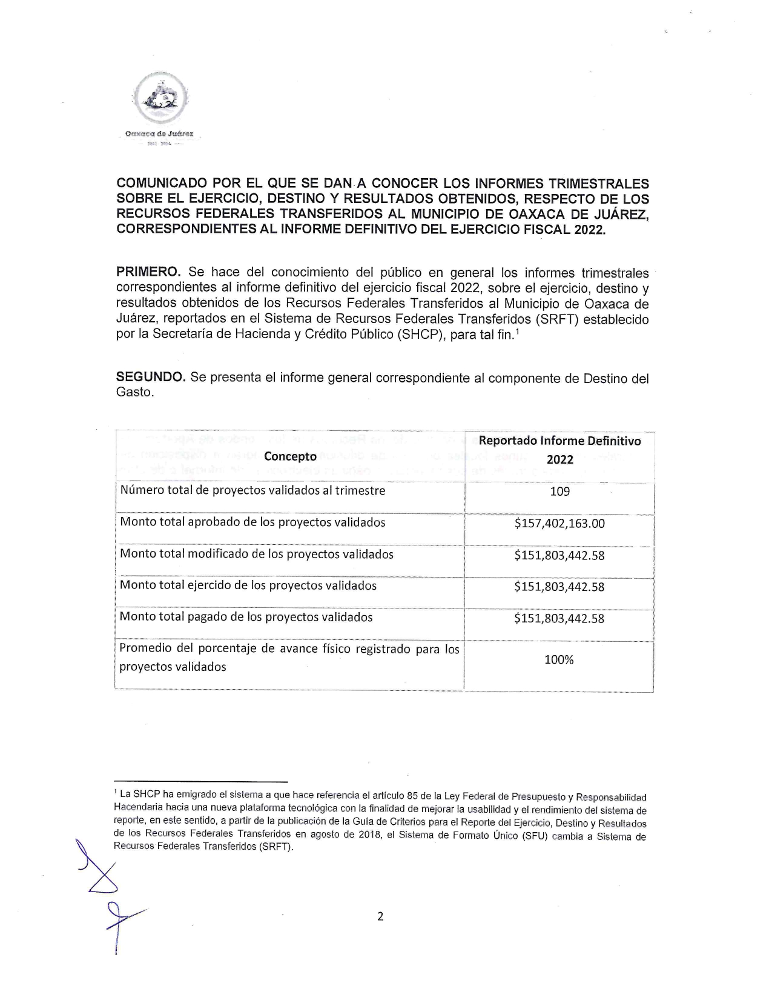 Oaxaca de Juárez
COMUNICADO POR EL QUE SE DAN A CONOCER LOS INFORMES TRIMESTRALES
SOBRE EL EJERCICIO, DESTINO Y RESULTADOS OBTENIDOS, RESPECTO DE LOS
RECURSOS FEDERALES TRANSFERIDOS AL MUNICIPIO DE OAXACA DE JUÁREZ,
CORRESPONDIENTES AL INFORME DEFINITIVO DEL EJERCICIO FISCAL 2022.
PRIMERO. Se hace del conocimiento del público en general los informes trimestrales
correspondientes al informe definitivo del ejercicio fiscal 2022, sobre el ejercicio, destino y
resultados obtenidos de los Recursos Federales Transferidos al Municipio de Oaxaca de
Juárez, reportados en el Sistema de Recursos Federales Transferidos (SRFT) establecido
por la Secretaría de Hacienda y Crédito Público (SHCP), para tal fin.¹
SEGUNDO. Se presenta el informe general correspondiente al componente de Destino del
Gasto.
Concepto
Reportado Informe Definitivo
2022
Número total de proyectos validados al trimestre
109
Monto total aprobado de los proyectos validados
$157,402,163.00
Monto total modificado de los proyectos validados
$151,803,442.58
Monto total ejercido de los proyectos validados
$151,803,442.58
Monto total pagado de los proyectos validados
$151,803,442.58
Promedio del porcentaje de avance físico registrado para los
proyectos validados
100%
¹ La SHCP ha emigrado el sistema a que hace referencia el artículo 85 de la Ley Federal de Presupuesto y Responsabilidad
Hacendaria hacia una nueva plataforma tecnológica con la finalidad de mejorar la usabilidad y el rendimiento del sistema de
reporte, en este sentido, a partir de la publicación de la Guía de Criterios para el Reporte del Ejercicio, Destino y Resultados
de los Recursos Federales Transferidos en agosto de 2018, el Sistema de Formato Único (SFU) cambia a Sistema de
Recursos Federales Transferidos (SRFT).
2